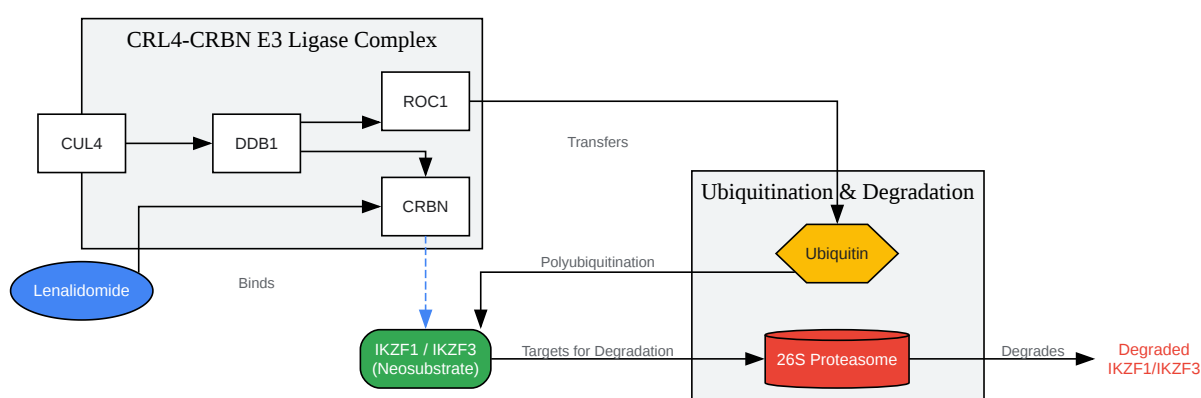 CRL4-CRBN E3 Ligase Complex
ROC1
CUL4
DDB1
Transfers
CRBN
Ubiquitination & Degradation
Ubiquitin
Polyubiquitination
Lenalidomide
Binds
IKZF1 / IKZF3
(Neosubstrate)
Targets for Degradation
26S Proteasome
Degrades
Degraded
IKZF1/IKZF3